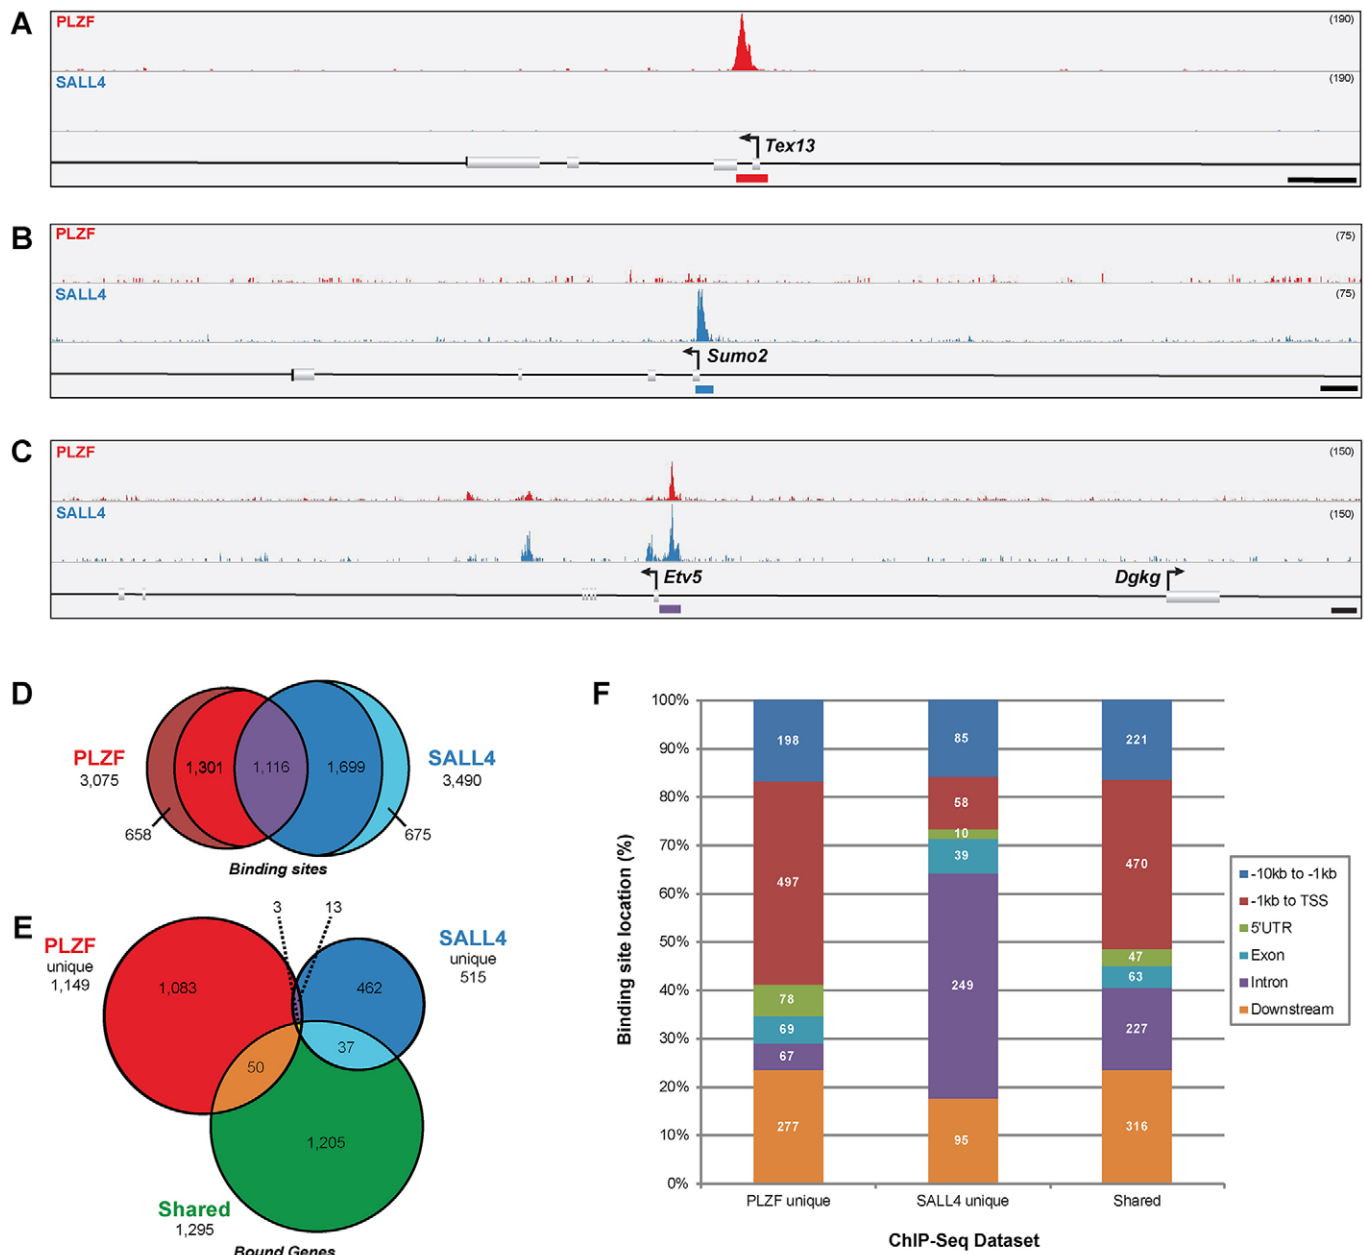 A
PLZF
(190)
SALL4
(190)
Tex13
B
PLZF
(75)
SALL4
(75)
Sumo2
C
PLZF
(150)
SALL4
(150)
Etv5
Dgkg
D
PLZF
3,075
1,301
1,116
1,699
SALL4
3,490
658
675
Binding sites
E
3
13
PLZF
unique
1,149
SALL4
unique
515
1,083
462
37
50
1,205
Shared
1,295
Bound Genes
F
Binding site location (%)
100%
90%
80%
70%
60%
50%
40%
30%
20%
10%
0%
198
497
78
69
67
277
85
58
10
39
249
95
221
470
47
63
227
316
-10kb to -1kb
-1kb to TSS
5'UTR
Exon
Intron
Downstream
PLZF unique
SALL4 unique
Shared
ChIP-Seq Dataset